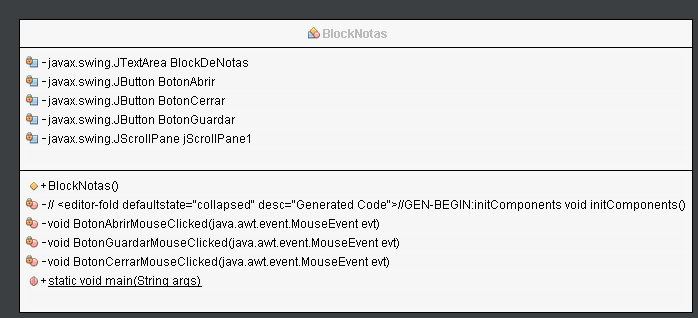 BlockNotas
-javax.swing.JTextArea BlockDeNotas
-javax.swing.JButton BotonAbrir
-javax.swing.JButton BotonCerrar
-javax.swing.JButton BotonGuardar
-javax.swing.JScrollPane jScrollPane1
+BlockNotas()
-// <editor-fold defaultstate="collapsed" desc="Generated Code">//GEN-BEGIN:initComponents void initComponents()
-void BotonAbrirMouseClicked(java.awt.event.MouseEvent evt)
-void BotonGuardarMouseClicked(java.awt.event.MouseEvent evt)
-void BotonCerrarMouseClicked(java.awt.event.MouseEvent evt)
+static void main(String args)